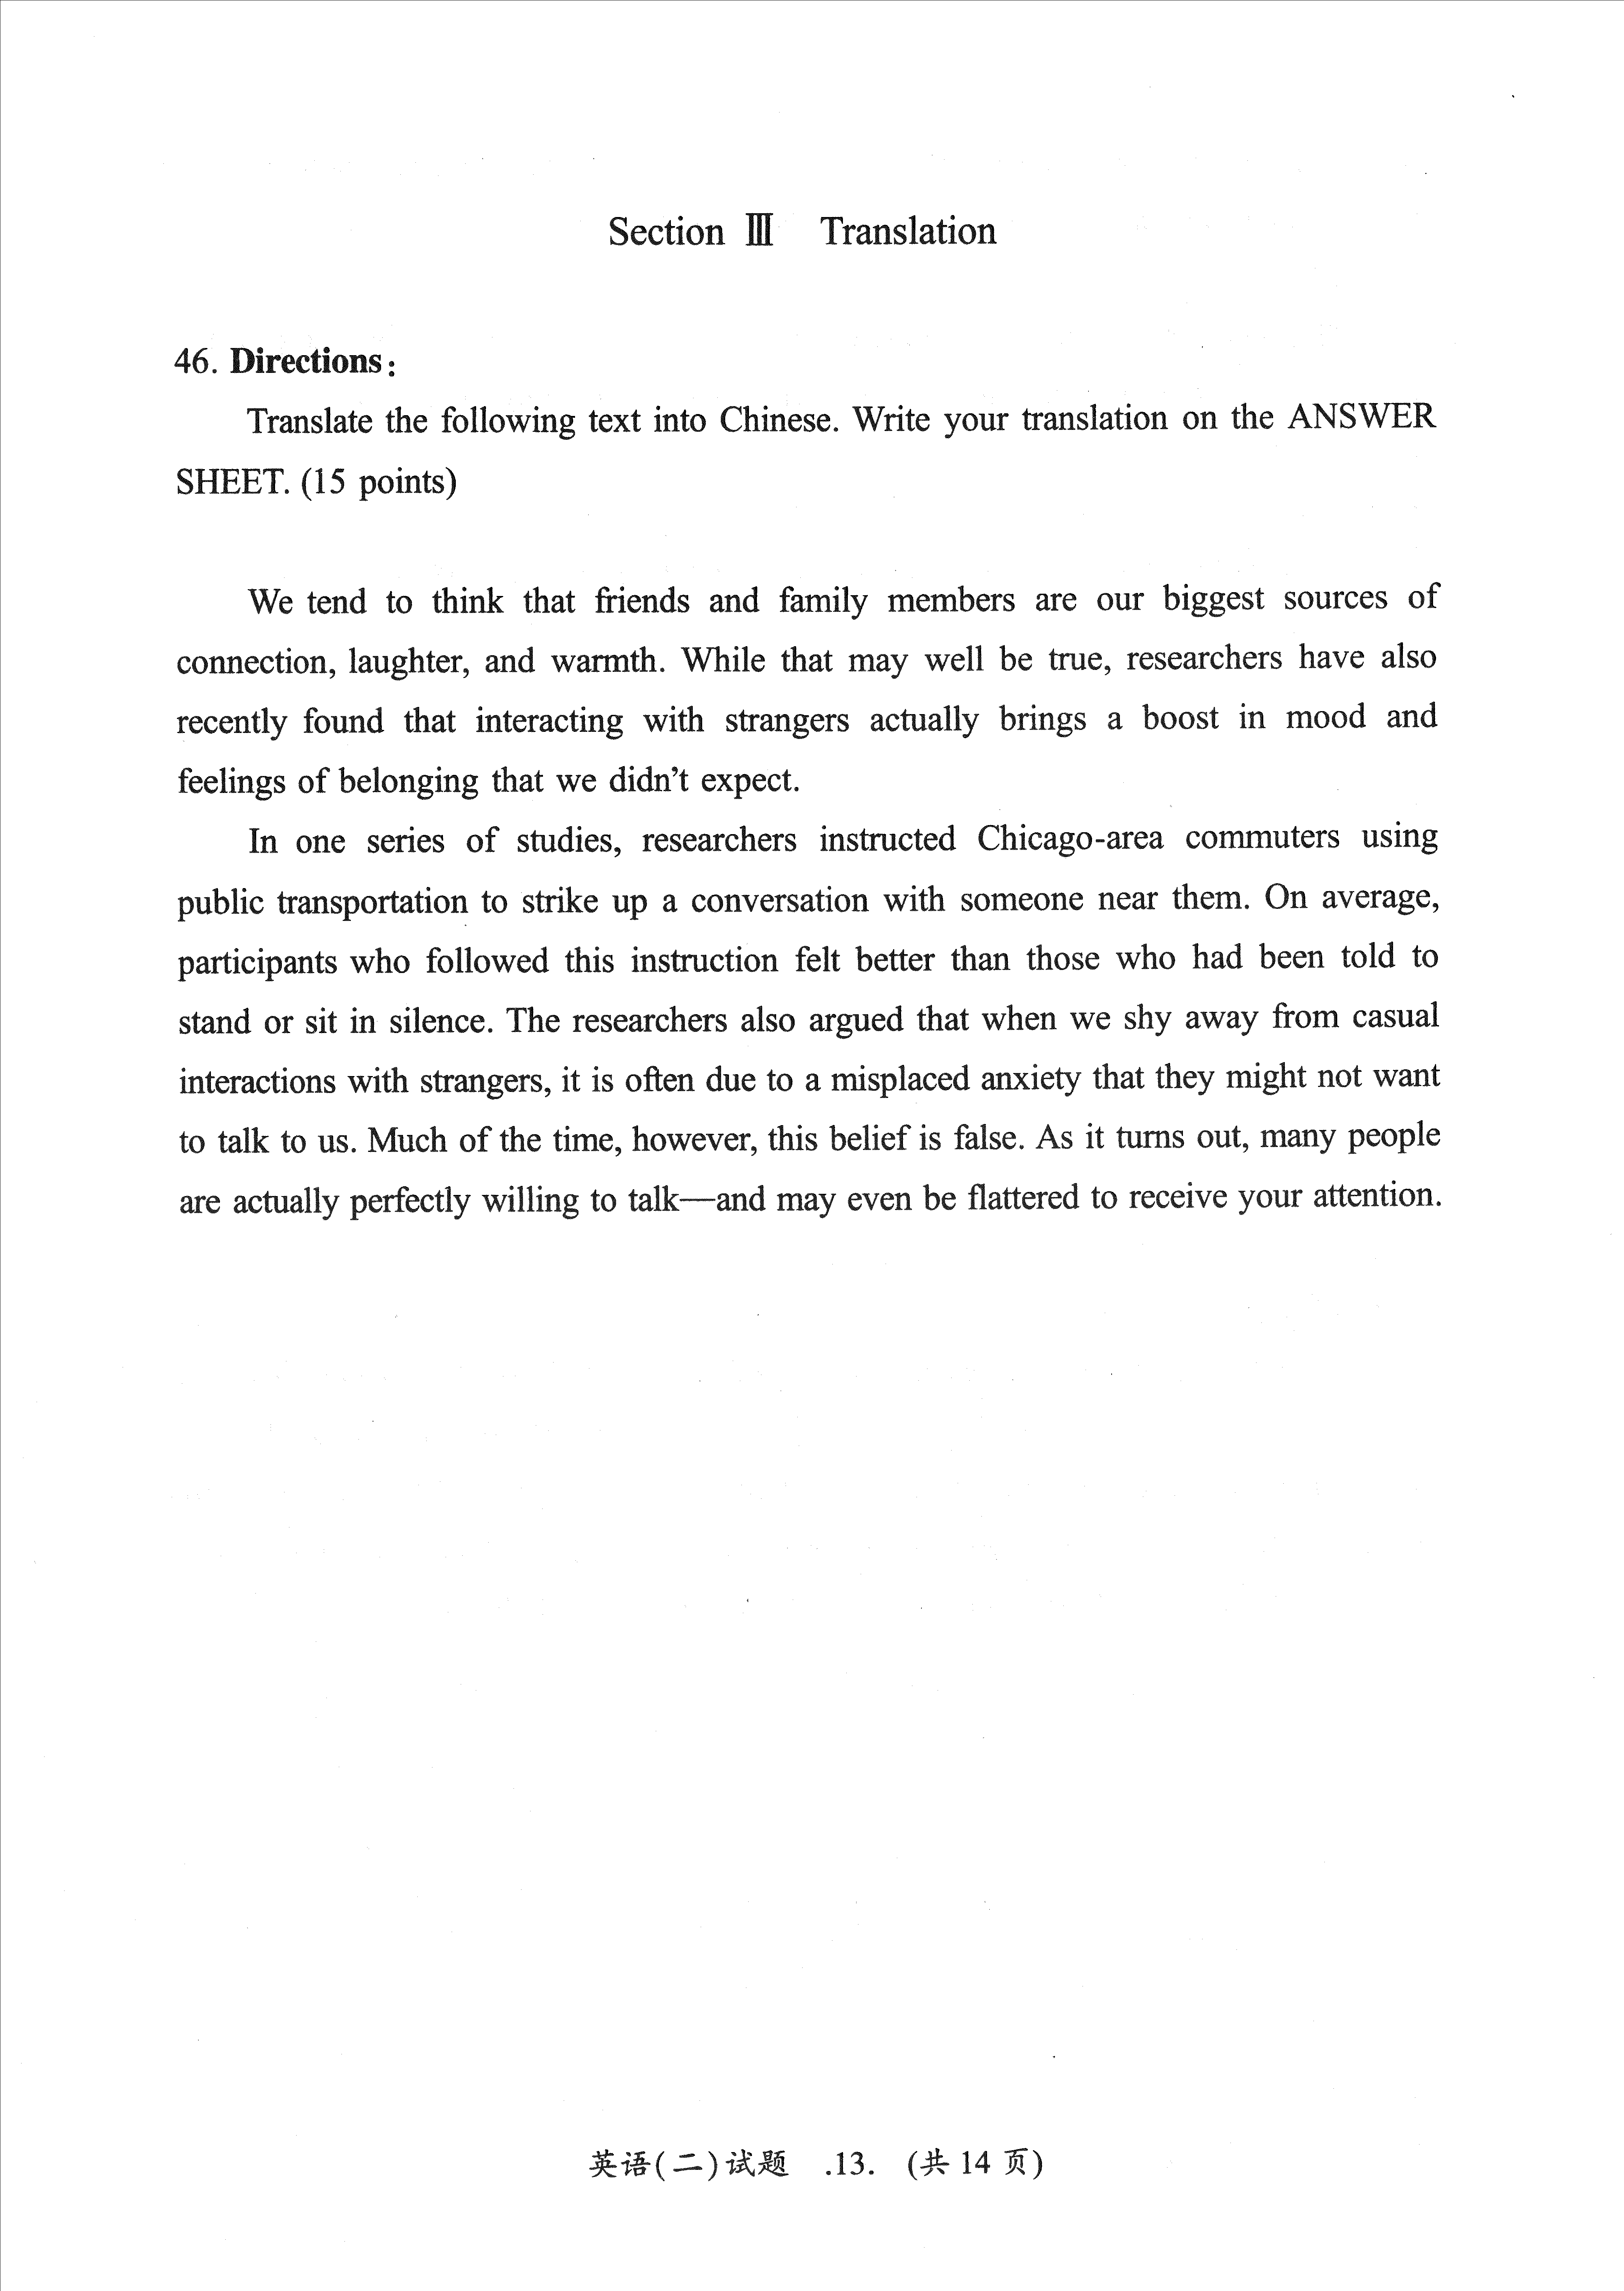 Section Ⅲ Translation
46. Directions:
Translate the following text into Chinese. Write your translation on the ANSWER
SHEET. (15 points)
We tend to think that friends and family members are our biggest sources of
connection, laughter, and warmth. While that may well be true, researchers have also
recently found that interacting with strangers actually brings a boost in mood and
feelings of belonging that we didn't expect.
In one series of studies, researchers instructed Chicago-area commuters using
public transportation to strike up a conversation with someone near them. On average,
participants who followed this instruction felt better than those who had been told to
stand or sit in silence. The researchers also argued that when we shy away from casual
interactions with strangers, it is often due to a misplaced anxiety that they might not want
to talk to us. Much of the time, however, this belief is false. As it turns out, many people
are actually perfectly willing to talk—and may even be flattered to receive your attention.
英语(二)试题 .13. (共 14 页)